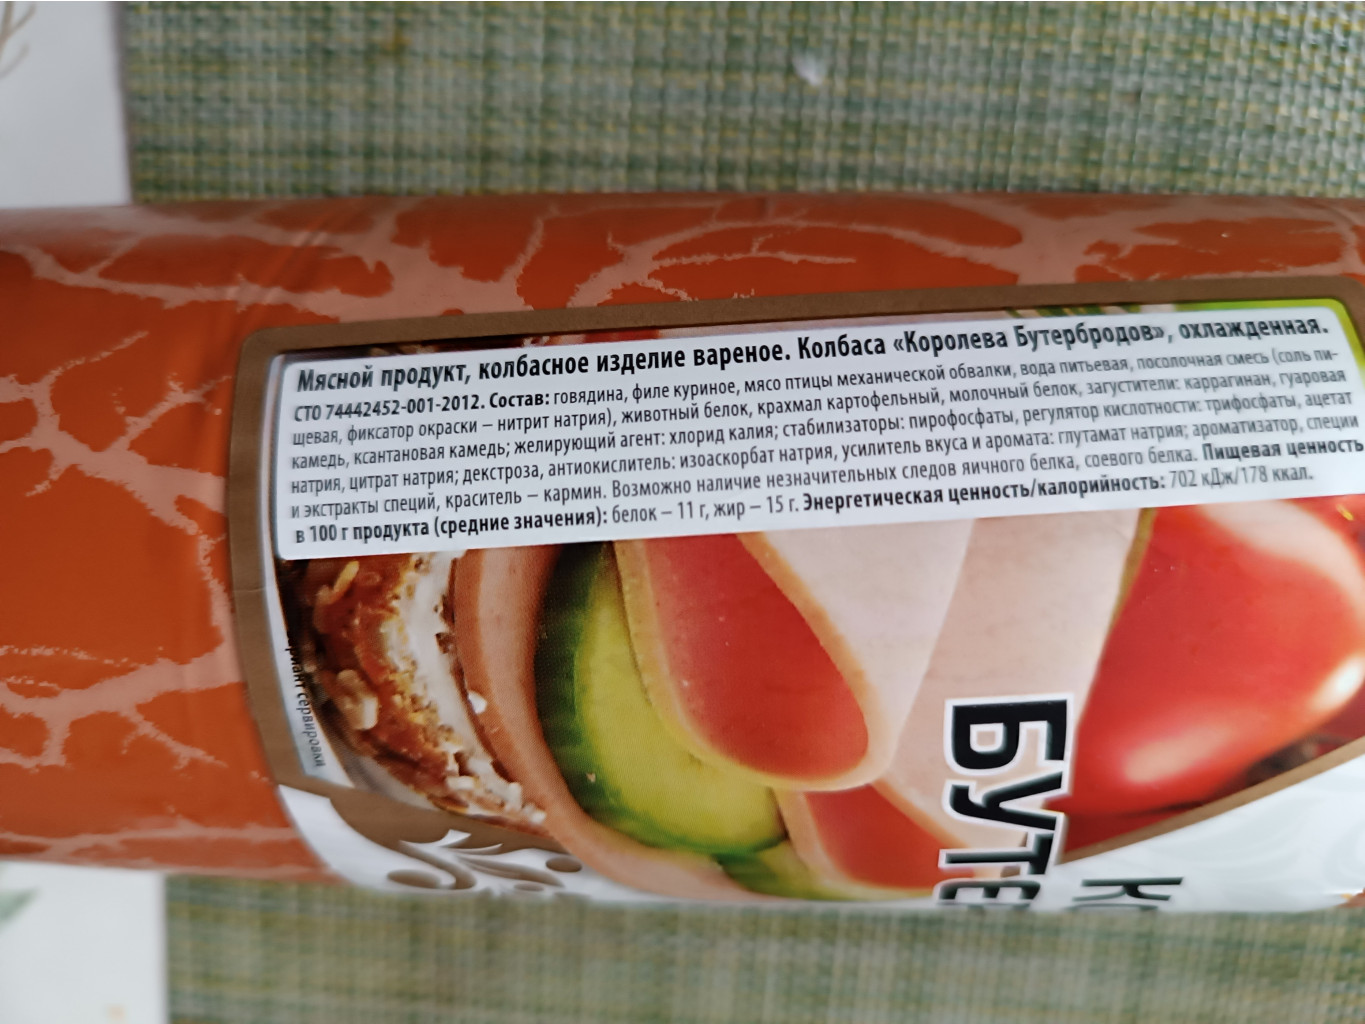 Мясной продукт, колбасное изделие вареное. Колбаса «Королева Бутербродов», охлажденная.
СТО 74442452-001-2012. Состав: говядина, филе куриное, мясо птицы механической обвалки, вода питьевая, посолочная смесь (соль пи-
щевая, фиксатор окраски – нитрит натрия), животный белок, крахмал картофельный, молочный белок, загустители: каррагинан, гуаровая
камедь, ксантановая камедь; желирующий агент: хлорид калия; стабилизаторы: пирофосфаты, регулятор кислотности: трифосфаты, ацетат
натрия, цитрат натрия; декстроза, антиокислитель: изоаскорбат натрия, усилитель вкуса и аромата: глутамат натрия; ароматизатор, специи
и экстракты специй, краситель – кармин. Возможно наличие незначительных следов яичного белка, соевого белка. Пищевая ценность
в 100 г продукта (средние значения): белок – 11 г, жир – 15 г. Энергетическая ценность/калорийность: 702 кДж/178 ккал.
ариант сервировки
КО
БУТЕ